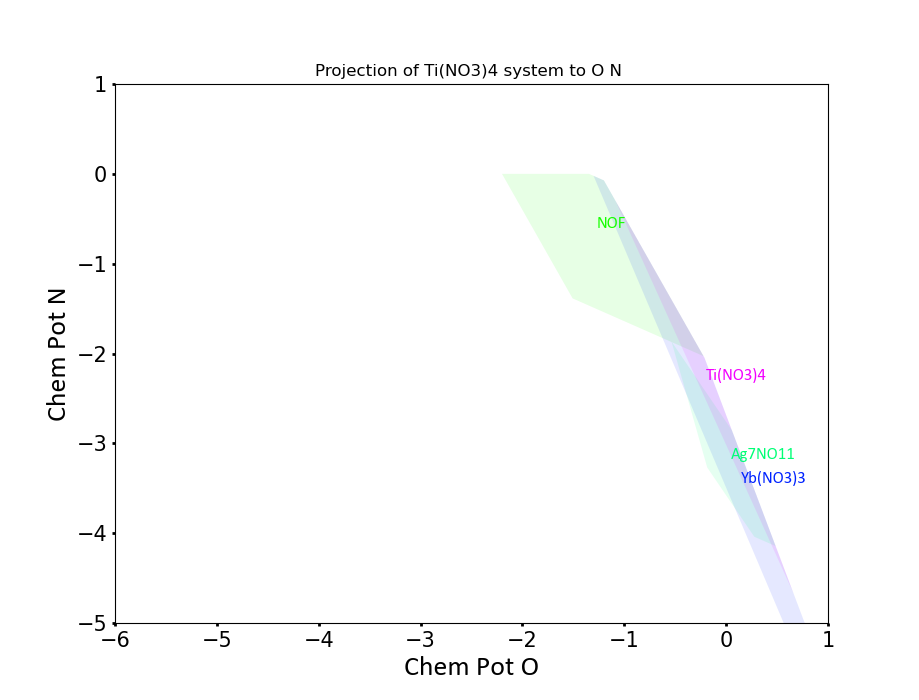 Projection of Ti(NO3)4 system to O N
1
0
−1
−2
−3
−4
−5
Chem Pot N
NOF
Ti(NO3)4
Ag7NO11
Yb(NO3)3
−6
−5
−4
−3
−2
−1
0
1
Chem Pot O